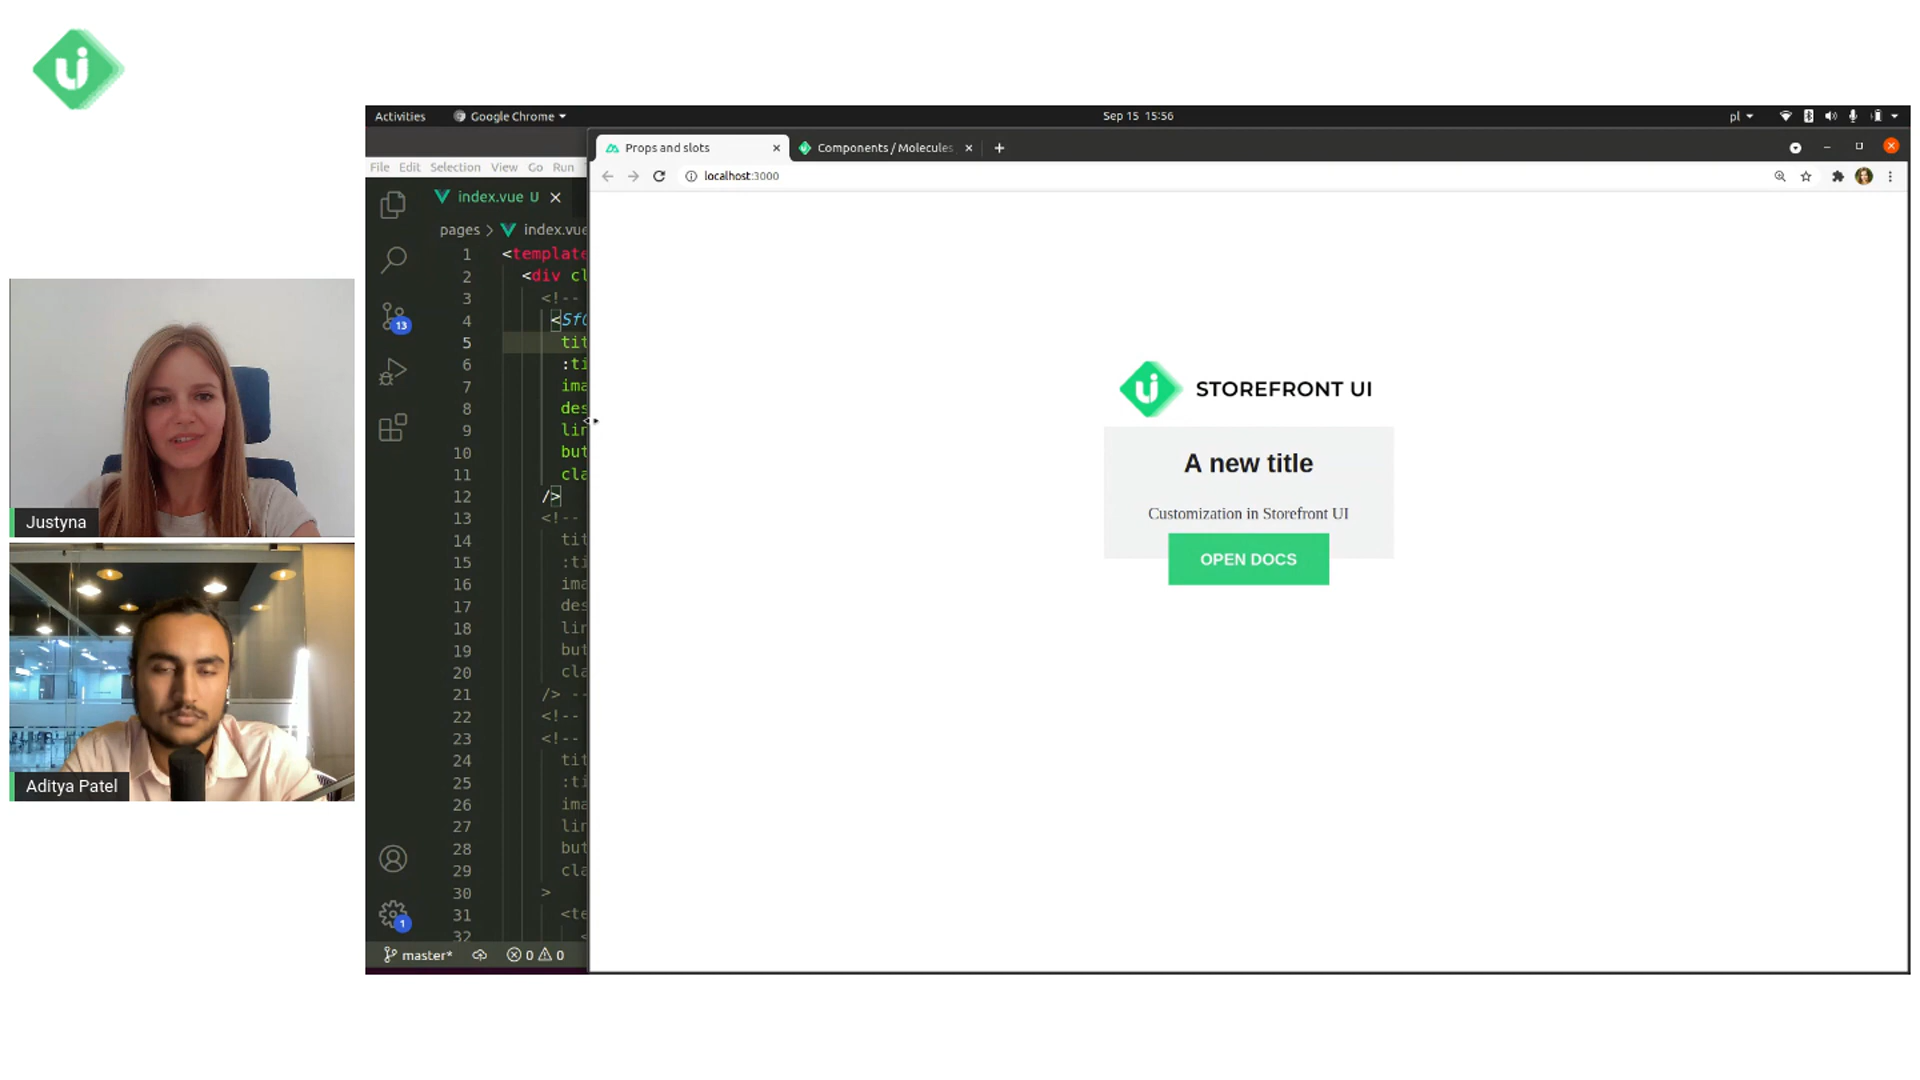 Activities
Google Chrome
Sep 15 15:56
pl
Props and slots
Components / Molecules
localhost:3000
File Edit Selection View Go Run
index.vue U
pages > index.vue
1 <template
2 <div cl
3 <!--
4 <Sf
5 tit
6 :ti
7 ima
8 des
9 lin
10 but
11 cla
12 />
13 <!--
14 tit
15 :ti
16 ima
17 des
18 lin
19 but
20 cla
21 /> --
22 <!--
23 <!--
24 tit
25 :ti
26 ima
27 lin
28 but
29 cla
30 >
31 <te
32 <
13
1
master*
0 0
STOREFRONT UI
A new title
Customization in Storefront UI
OPEN DOCS
Justyna
Aditya Patel